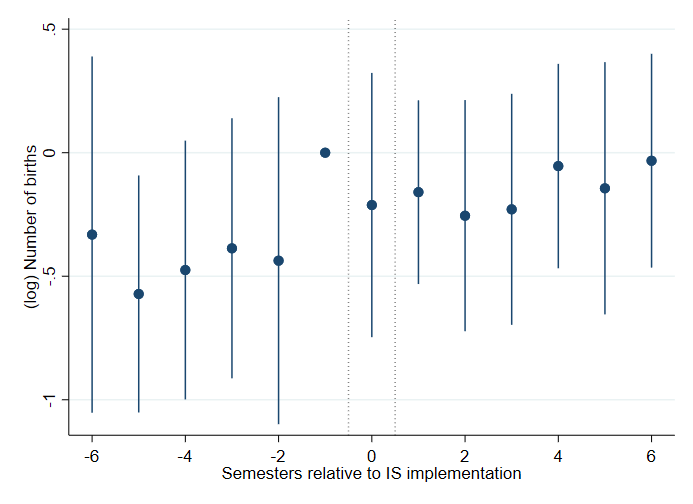 .5
0
-.5
-1
(log) Number of births
-6 -4 -2 0 2 4 6
Semesters relative to IS implementation